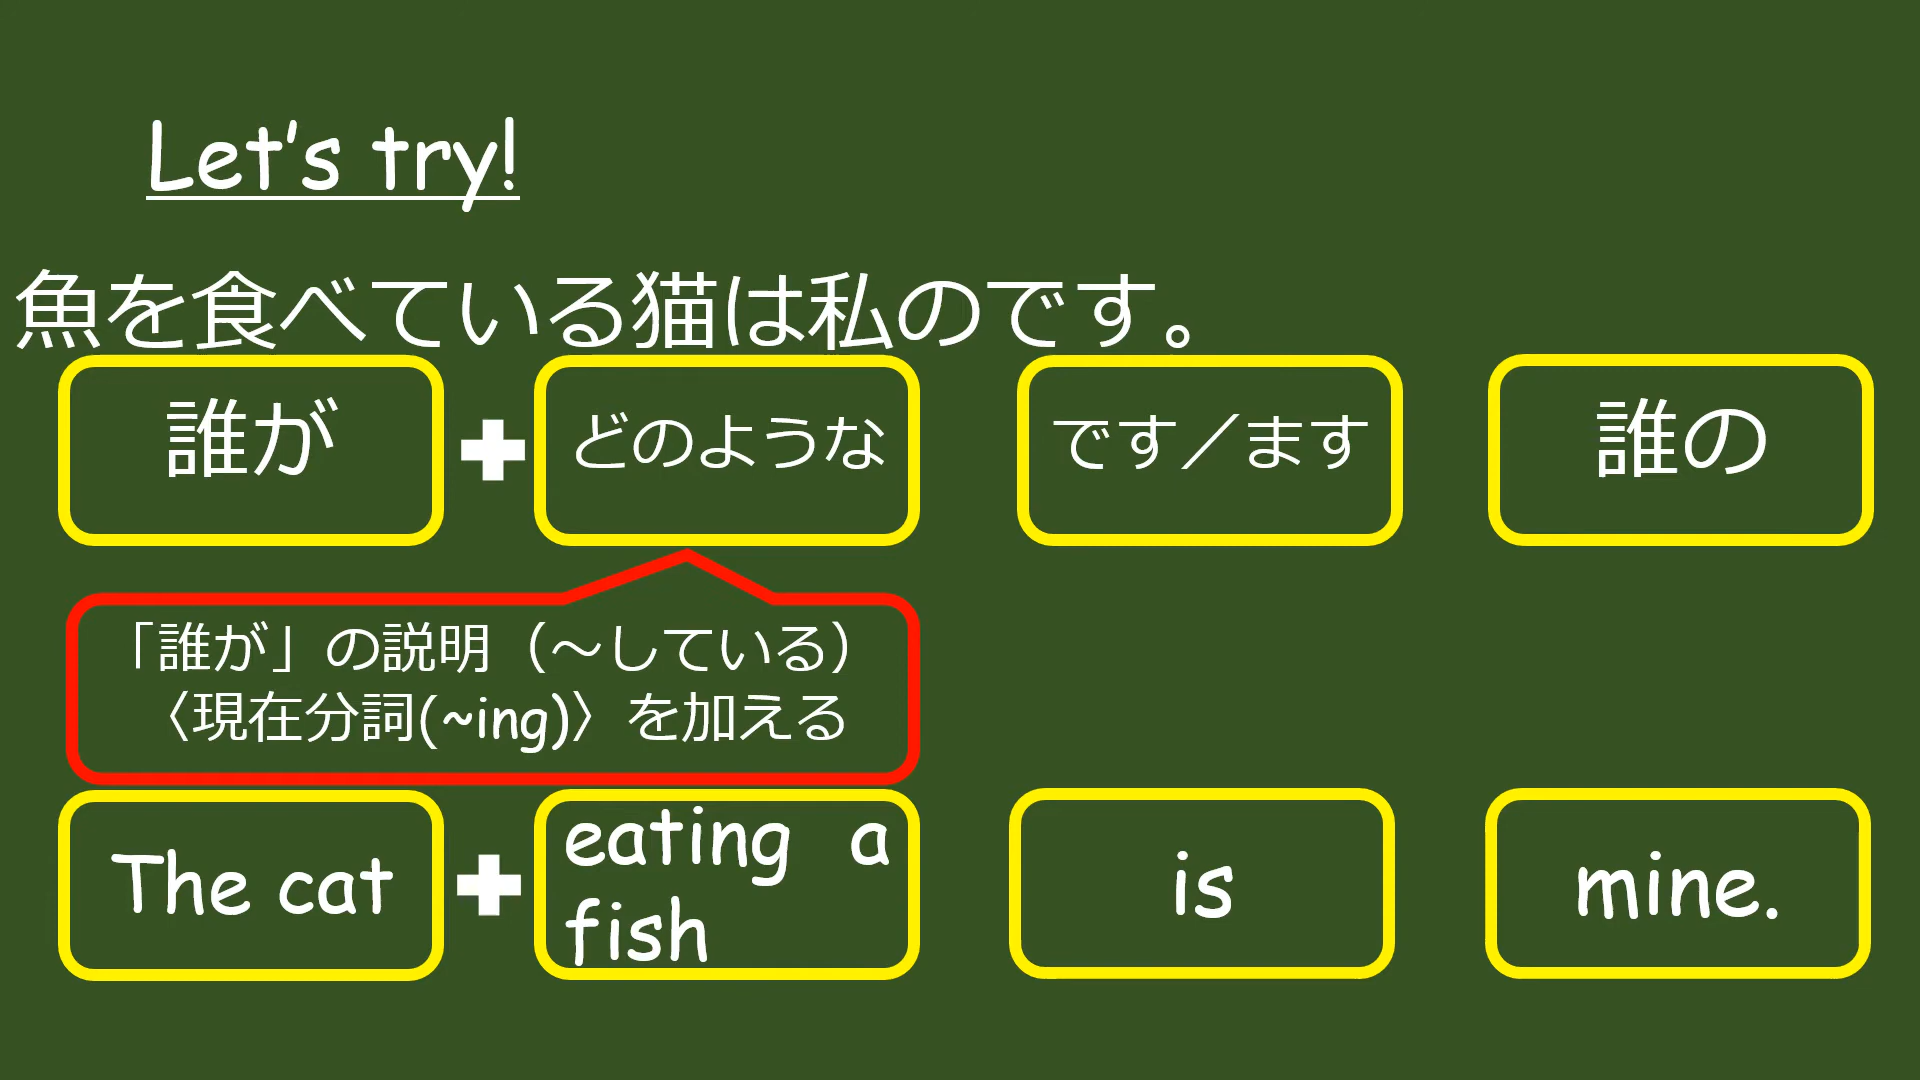 Let's try!
魚を食べている猫は私のです。
誰が
どのような
です／ます
誰の
「誰が」の説明（～している）
〈現在分詞(~ing)〉を加える
The cat
eating a
fish
is
mine.